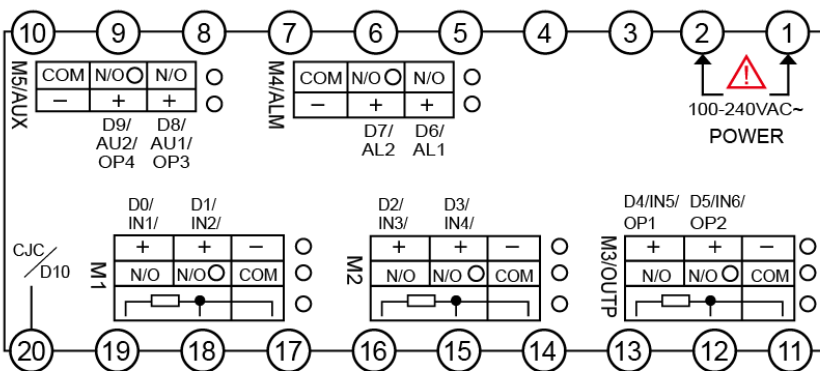 10 9 8 7 6 5 4 3 2 1
M5/AUX
COM N/O N/O
− + +
D9/ D8/
AU2/ AU1/
OP4 OP3
M4/ALM
COM N/O N/O
− + +
D7/ D6/
AL2 AL1
100-240VAC~
POWER
CJC
D10
M1
D0/ D1/
IN1/ IN2/
+ + −
N/O N/O COM
M2
D2/ D3/
IN3/ IN4/
+ + −
N/O N/O COM
M3/OUTP
D4/IN5/ D5/IN6/
OP1 OP2
+ + −
N/O N/O COM
20 19 18 17 16 15 14 13 12 11